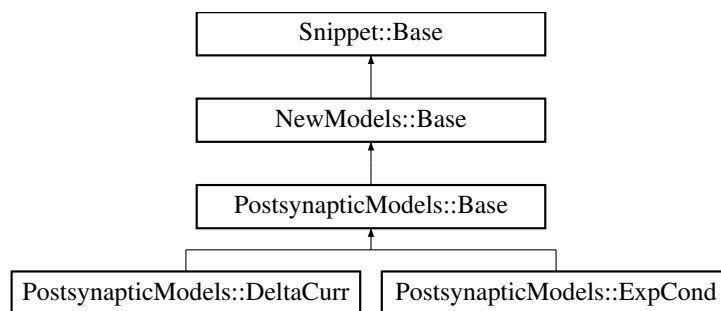 Snippet::Base
NewModels::Base
PostsynapticModels::Base
PostsynapticModels::DeltaCurr
PostsynapticModels::ExpCond